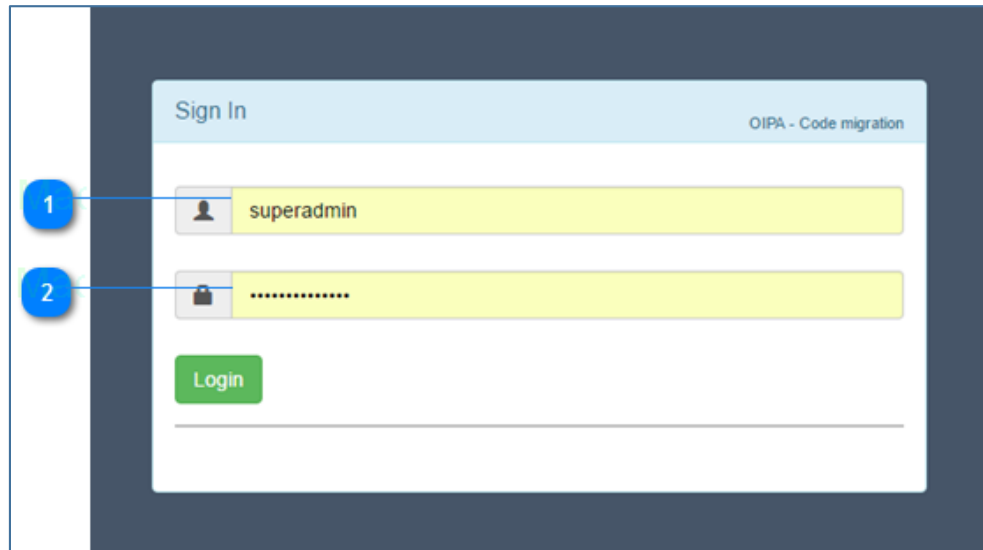 Sign In
OIPA - Code migration
1
superadmin
2
••••••••••••••
Login